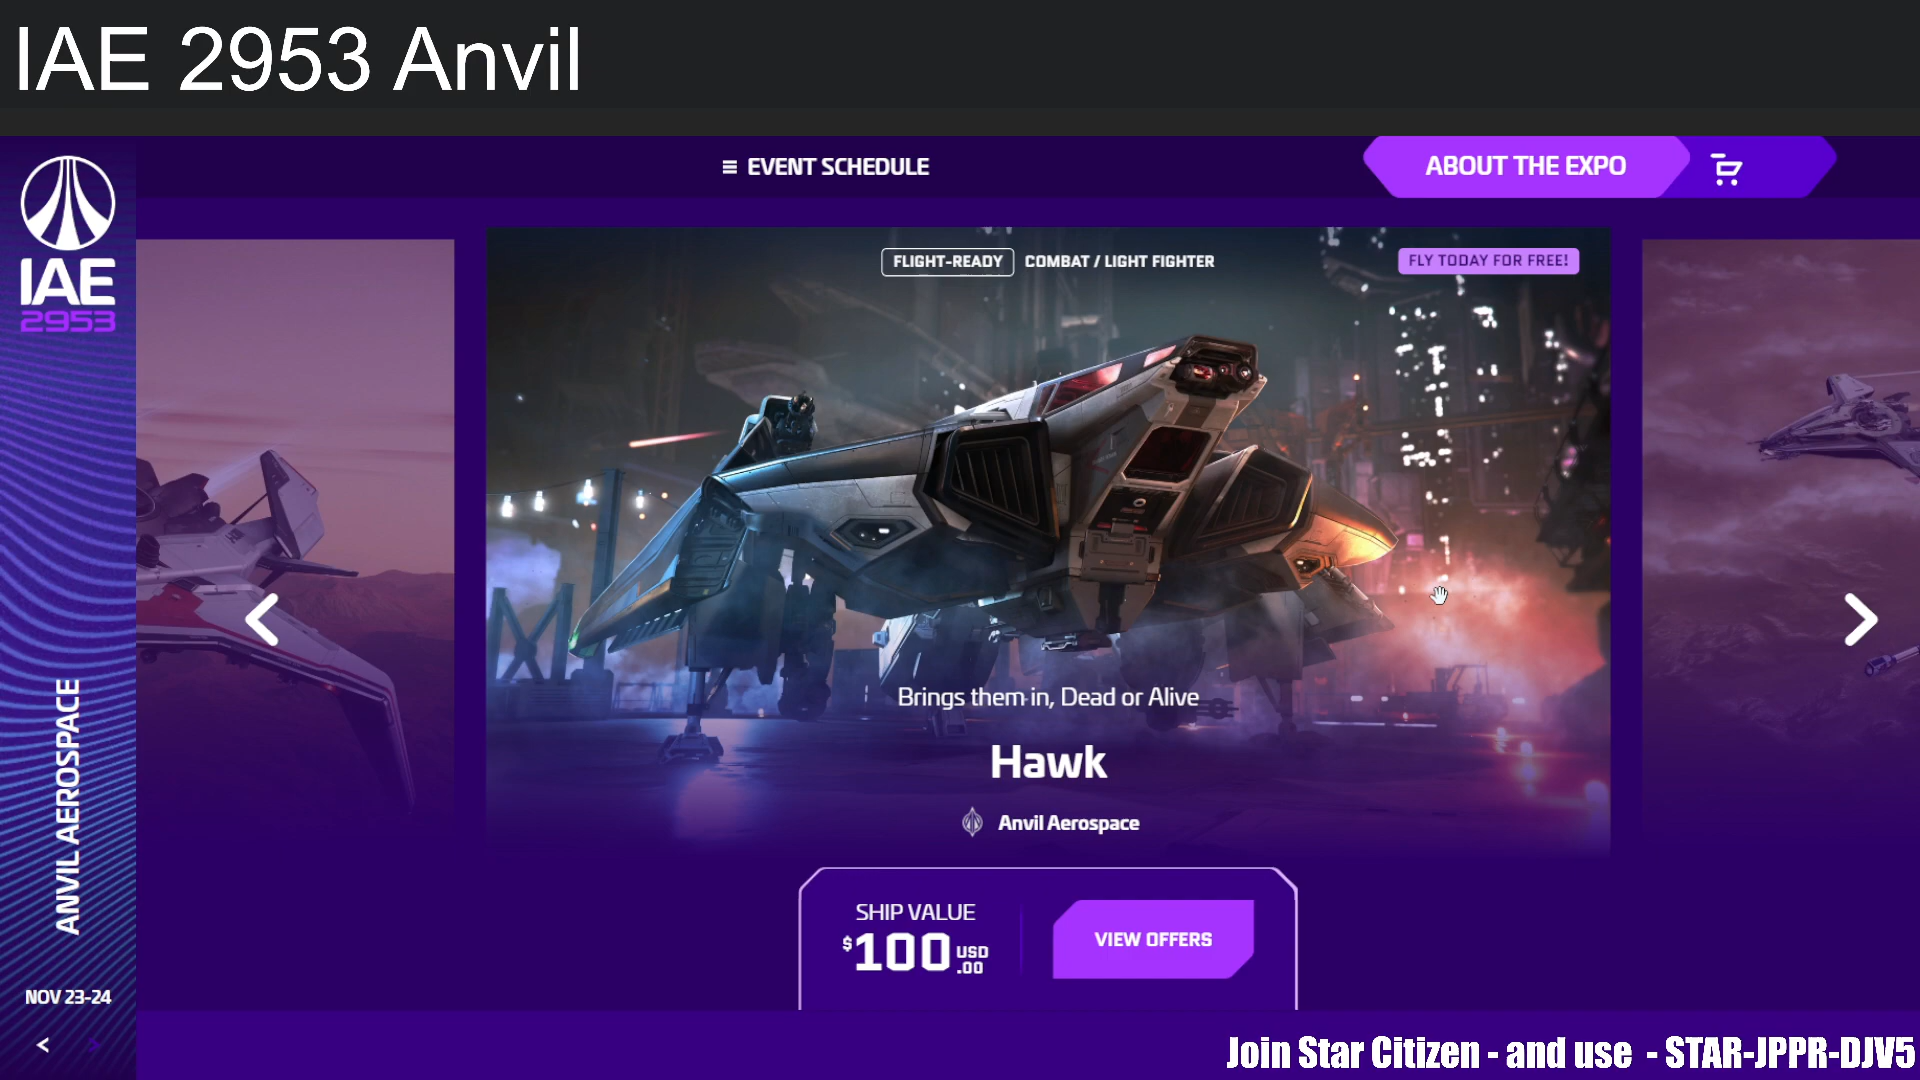 IAE 2953 Anvil
EVENT SCHEDULE
ABOUT THE EXPO
IAE
2953
FLIGHT-READY
COMBAT / LIGHT FIGHTER
FLY TODAY FOR FREE!
Brings them in, Dead or Alive
Hawk
Anvil Aerospace
SHIP VALUE
$100 USD .00
VIEW OFFERS
ANVIL AEROSPACE
NOV 23-24
Join Star Citizen - and use - STAR-JPPR-DJV5